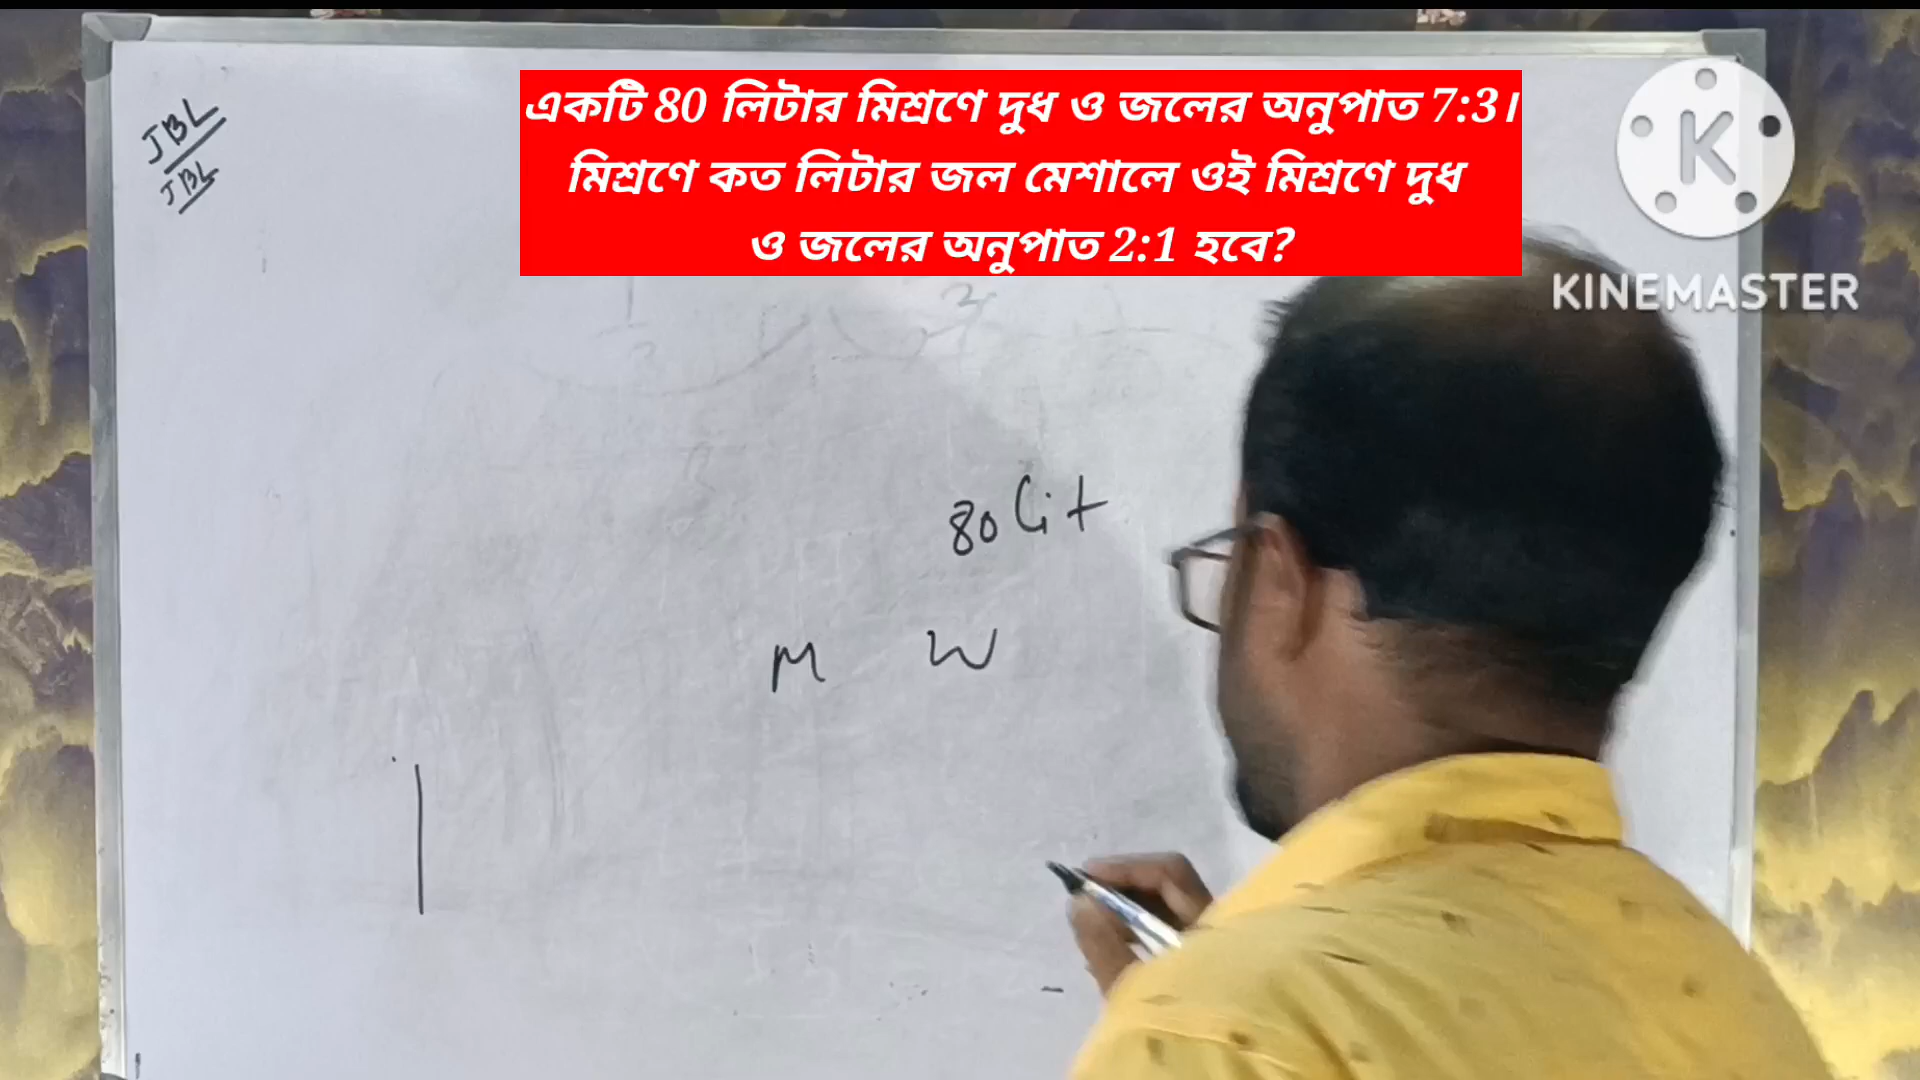 একটি 80 লিটার মিশ্রণে দুধ ও জলের অনুপাত 7:3।
মিশ্রণে কত লিটার জল মেশালে ওই মিশ্রণে দুধ
ও জলের অনুপাত 2:1 হবে?
KINEMASTER
JBL
JBL
80 Lit
M W